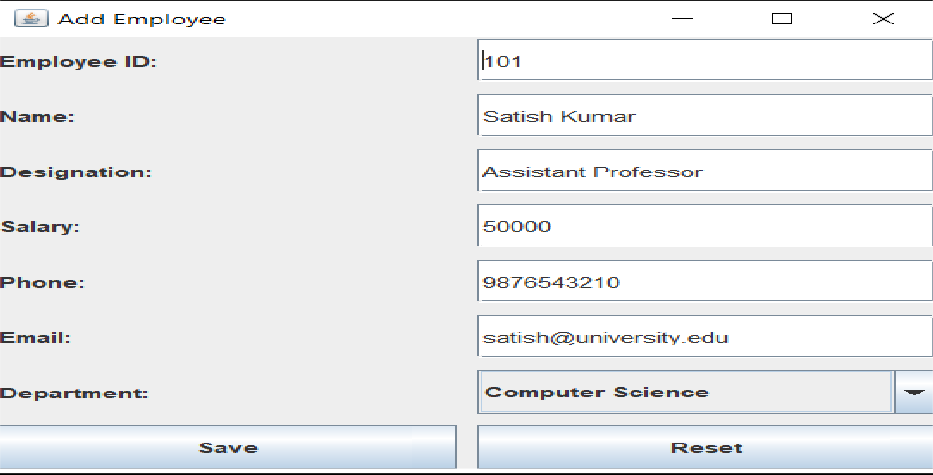 Add Employee
Employee ID: 101
Name: Satish Kumar
Designation: Assistant Professor
Salary: 50000
Phone: 9876543210
Email: satish@university.edu
Department: Computer Science
Save Reset